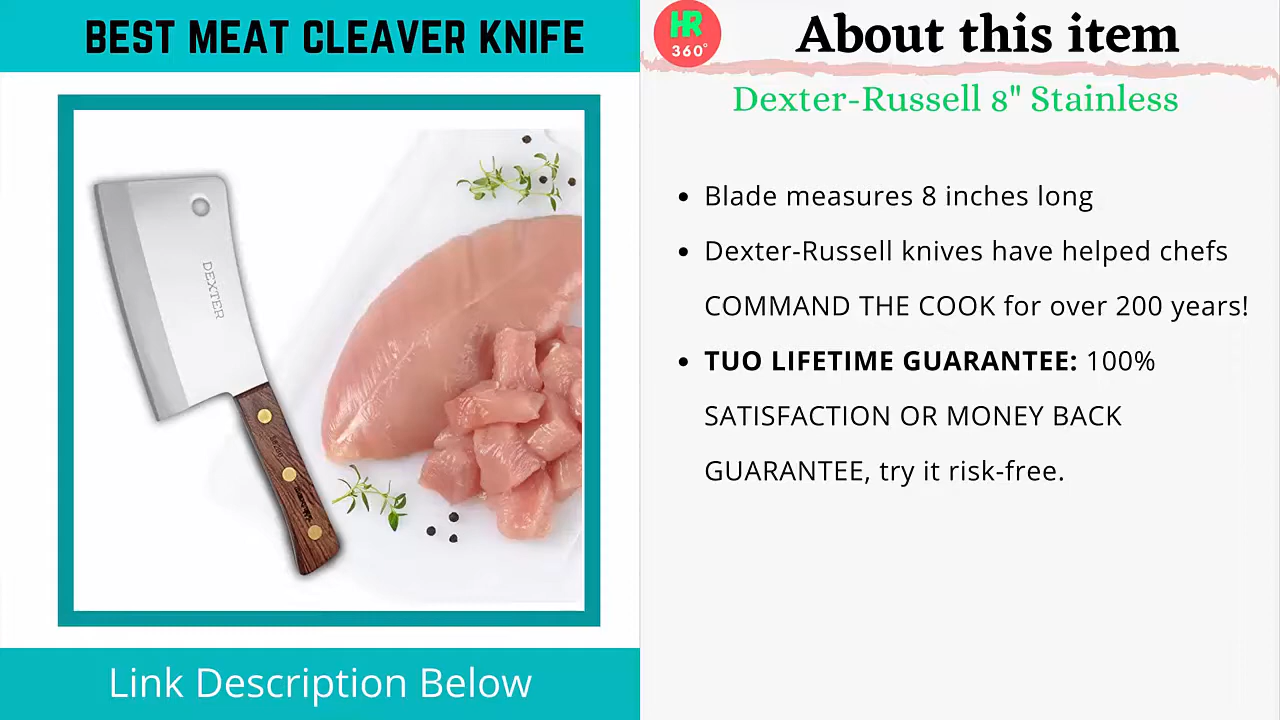 BEST MEAT CLEAVER KNIFE
DEXTER
Link Description Below
HR
360°
About this item
Dexter-Russell 8" Stainless
• Blade measures 8 inches long
• Dexter-Russell knives have helped chefs
COMMAND THE COOK for over 200 years!
• TUO LIFETIME GUARANTEE: 100%
SATISFACTION OR MONEY BACK
GUARANTEE, try it risk-free.